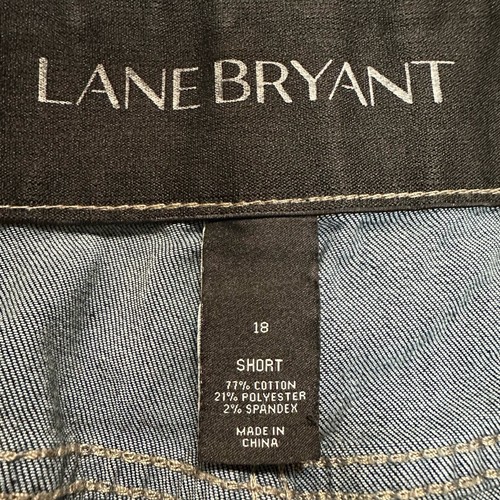 LANE BRYANT
18
SHORT
77% COTTON
21% POLYESTER
2% SPANDEX
MADE IN
CHINA